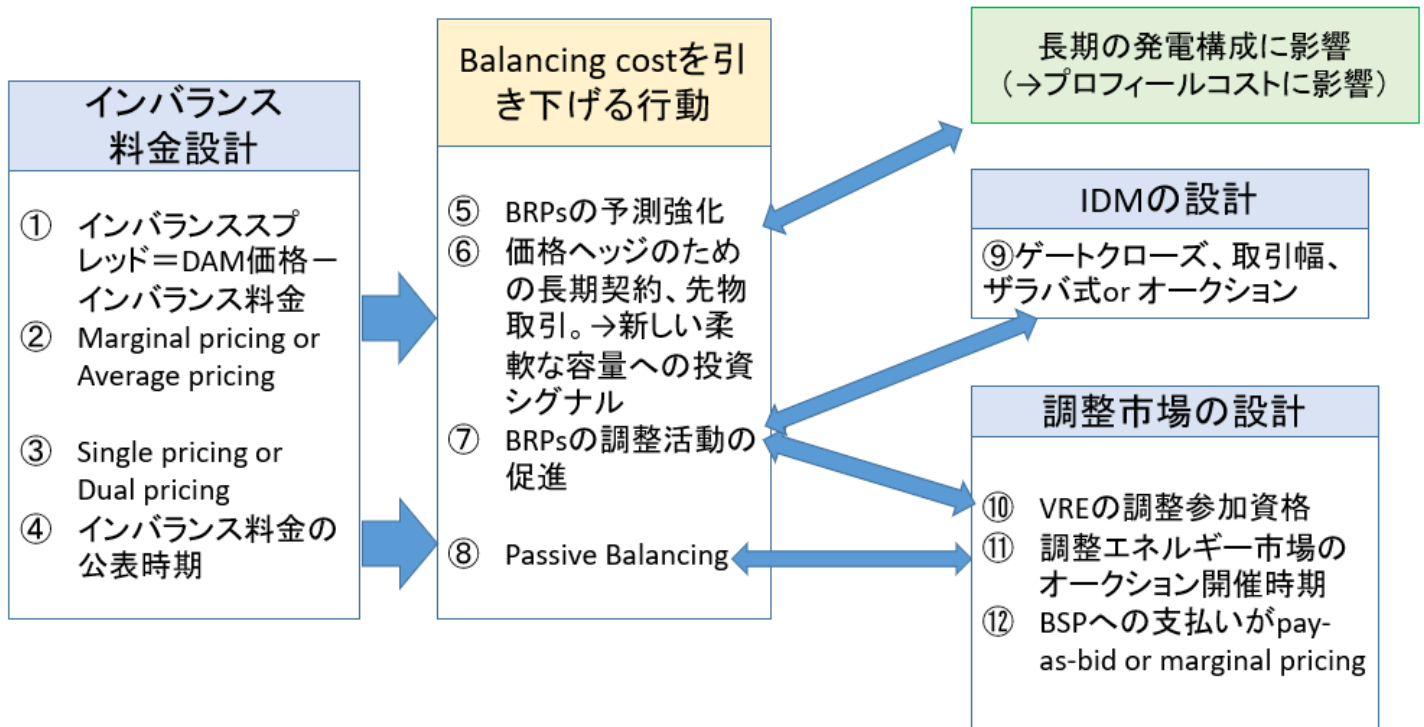 インバランス
料金設計
① インバランススプ
レッド＝DAM価格－
インバランス料金
② Marginal pricing or
Average pricing
③ Single pricing or
Dual pricing
④ インバランス料金の
公表時期
Balancing costを引
き下げる行動
⑤ BRPsの予測強化
⑥ 価格ヘッジのため
の長期契約、先物
取引。→新しい柔
軟な容量への投資
シグナル
⑦ BRPsの調整活動の
促進
⑧ Passive Balancing
長期の発電構成に影響
（→プロフィールコストに影響）
IDMの設計
⑨ゲートクローズ、取引幅、
ザラバ式or オークション
調整市場の設計
⑩ VREの調整参加資格
⑪ 調整エネルギー市場の
オークション開催時期
⑫ BSPへの支払いがpay-
as-bid or marginal pricing